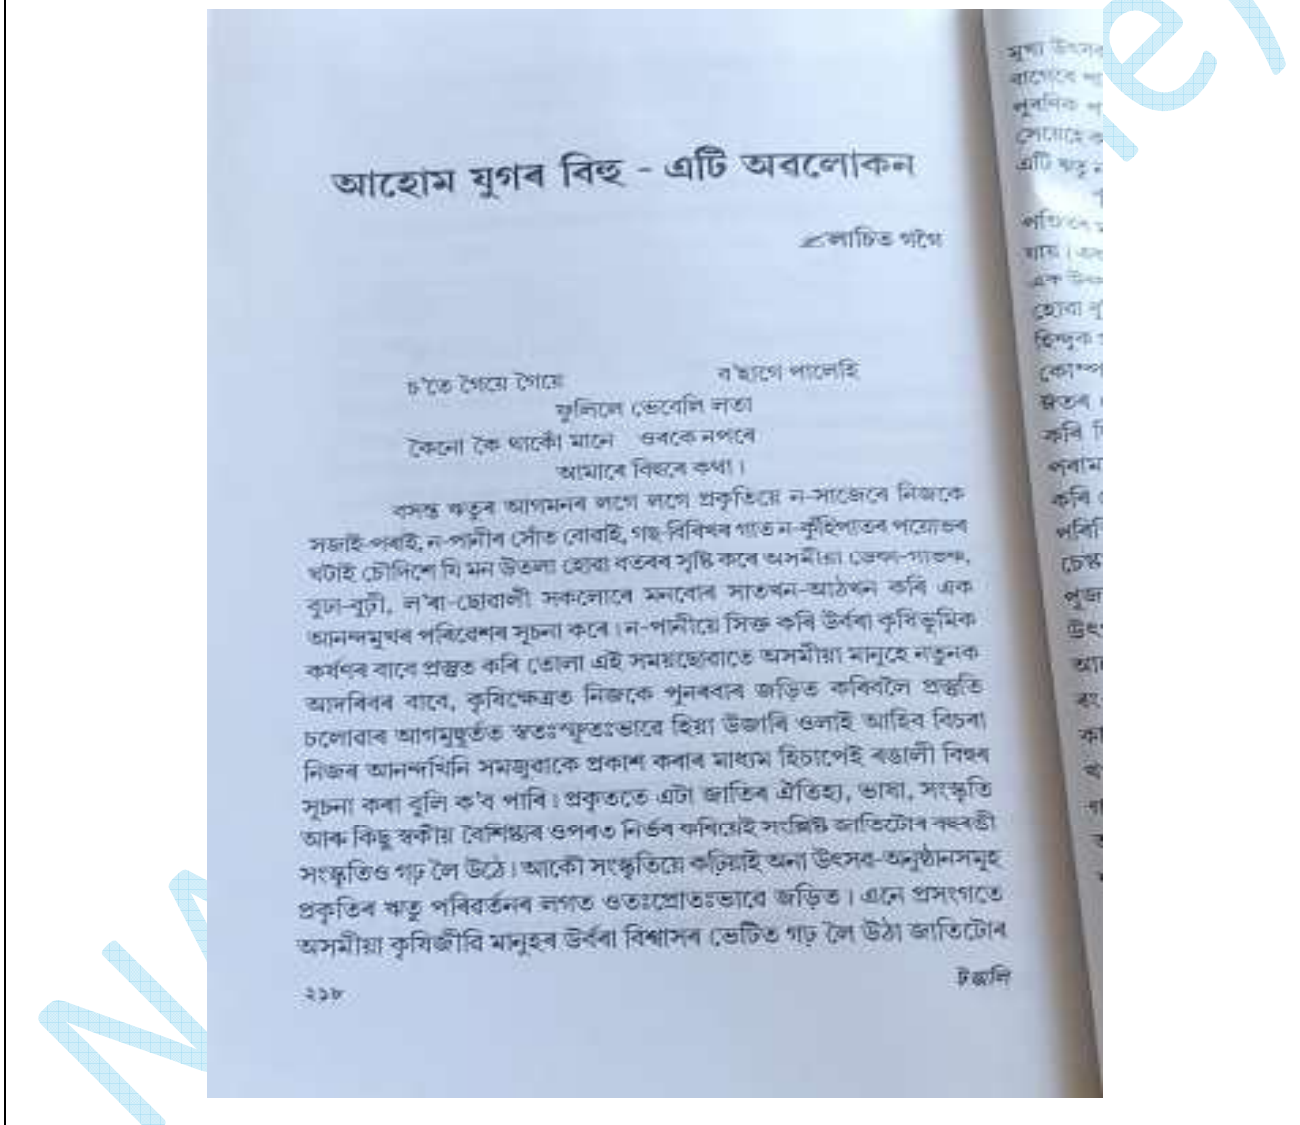 আহোম যুগৰ বিহু - এটি অৱলোকন
লাচিত গগৈ
চ'তে গৈয়ে গৈয়ে ব'হাগে পালেহি
ফুলিলে ভেবেলি লতা
কৈনো কৈ থাকোঁ মানে ওৰকে নপৰে
আমাৰে বিহুৰে কথা।
বসন্ত ঋতুৰ আগমনৰ লগে লগে প্ৰকৃতিয়ে ন-সাজেৰে নিজকে
সজাই-পৰাই, ন-পানীৰ সোঁত বোৱাই, গছ-বিৰিখৰ গাত ন-কুঁহিপাতৰ পয়োভৰ
ঘটাই চৌদিশে যি মন উতলা হোৱা বতৰৰ সৃষ্টি কৰে অসমীয়া ডেকা-গাভৰু,
বুঢ়া-বুঢ়ী, ল'ৰা-ছোৱালী সকলোৰে মনবোৰ সাতখন-আঠখন কৰি এক
আনন্দমুখৰ পৰিৱেশৰ সূচনা কৰে। ন-পানীয়ে সিক্ত কৰি উৰ্বৰা কৃষিভূমিক
কৰ্ষণৰ বাবে প্ৰস্তুত কৰি তোলা এই সময়ছোৱাতে অসমীয়া মানুহে নতুনক
আদৰিবৰ বাবে, কৃষিক্ষেত্ৰত নিজকে পুনৰবাৰ জড়িত কৰিবলৈ প্ৰস্তুতি
চলোৱাৰ আগমুহূৰ্তত স্বতঃস্ফূতঃভাৱে হিয়া উজাৰি ওলাই আহিব বিচৰা
নিজৰ আনন্দখিনি সমজুৱাকৈ প্ৰকাশ কৰাৰ মাধ্যম হিচাপেই ৰঙালী বিহুৰ
সূচনা কৰা বুলি ক'ব পাৰি। প্ৰকৃততে এটা জাতিৰ ঐতিহ্য, ভাষা, সংস্কৃতি
আৰু কিছু স্বকীয় বৈশিষ্ট্যৰ ওপৰত নিৰ্ভৰ কৰিয়েই সংশ্লিষ্ট জাতিটোৰ বহুৰঙী
সংস্কৃতিও গঢ় লৈ উঠে। আকৌ সংস্কৃতিয়ে কঢ়িয়াই অনা উৎসৱ-অনুষ্ঠানসমূহ
প্ৰকৃতিৰ ঋতু পৰিৱৰ্তনৰ লগত ওতঃপ্ৰোতঃভাৱে জড়িত। এনে প্ৰসংগতে
অসমীয়া কৃষিজীৱি মানুহৰ উৰ্বৰা বিশ্বাসৰ ভেটিত গঢ় লৈ উঠা জাতিটোৰ
২১৮ টঙালি